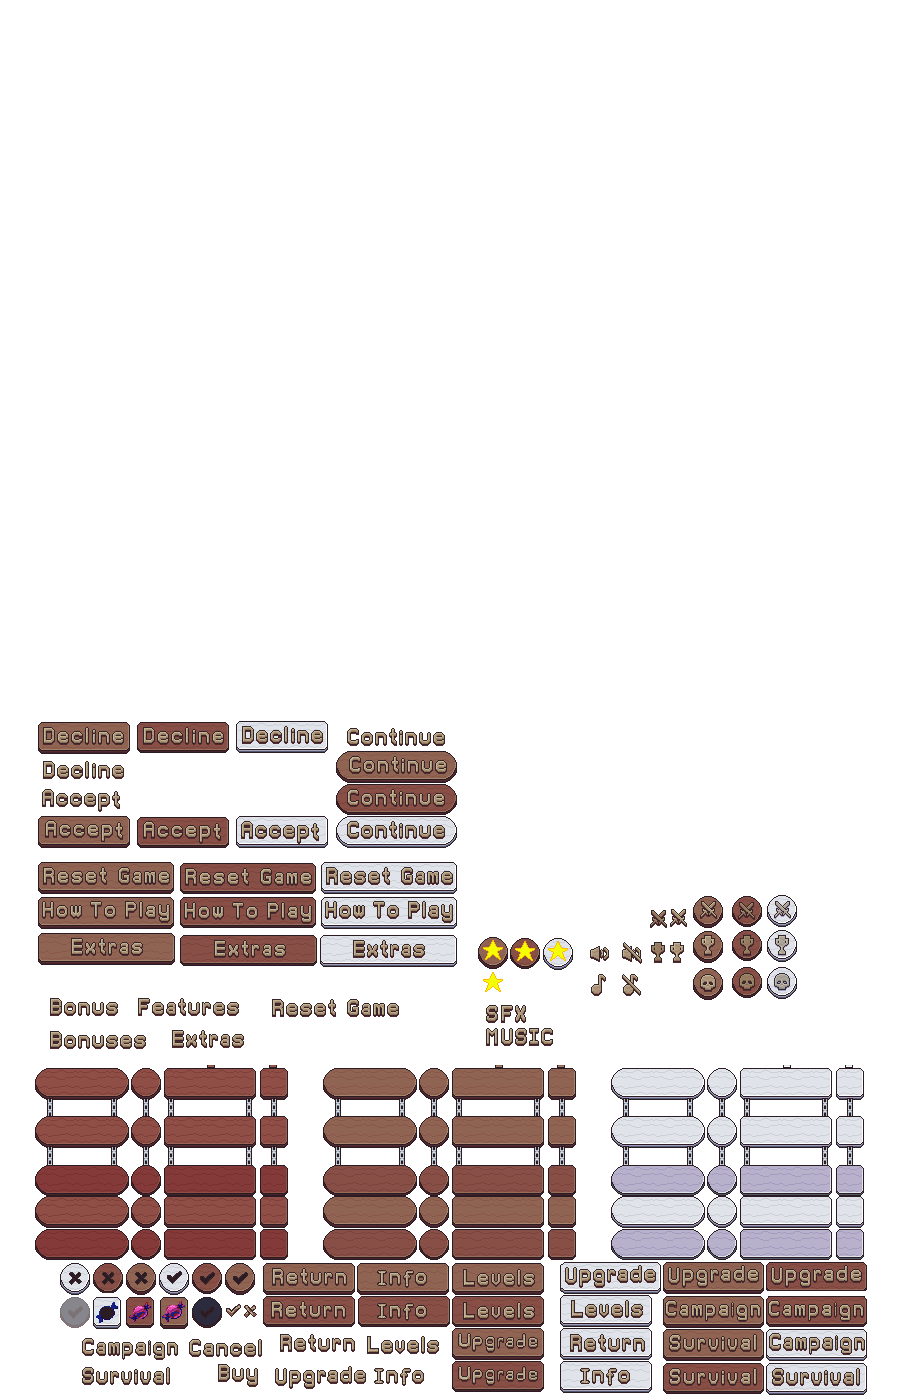 Decline Decline Decline Continue
Decline Continue
Accept Continue
Accept Accept Accept Continue
Reset Game Reset Game Reset Game
How To Play How To Play How To Play
Extras Extras Extras
Bonus Features Reset Game
SFX
Bonuses Extras
MUSIC
Return Info Levels Upgrade Upgrade Upgrade
Return Info Levels Levels Campaign Campaign
Campaign Cancel Return Levels Upgrade Return Survival Campaign
Survival Buy Upgrade Info Upgrade Info Survival Survival